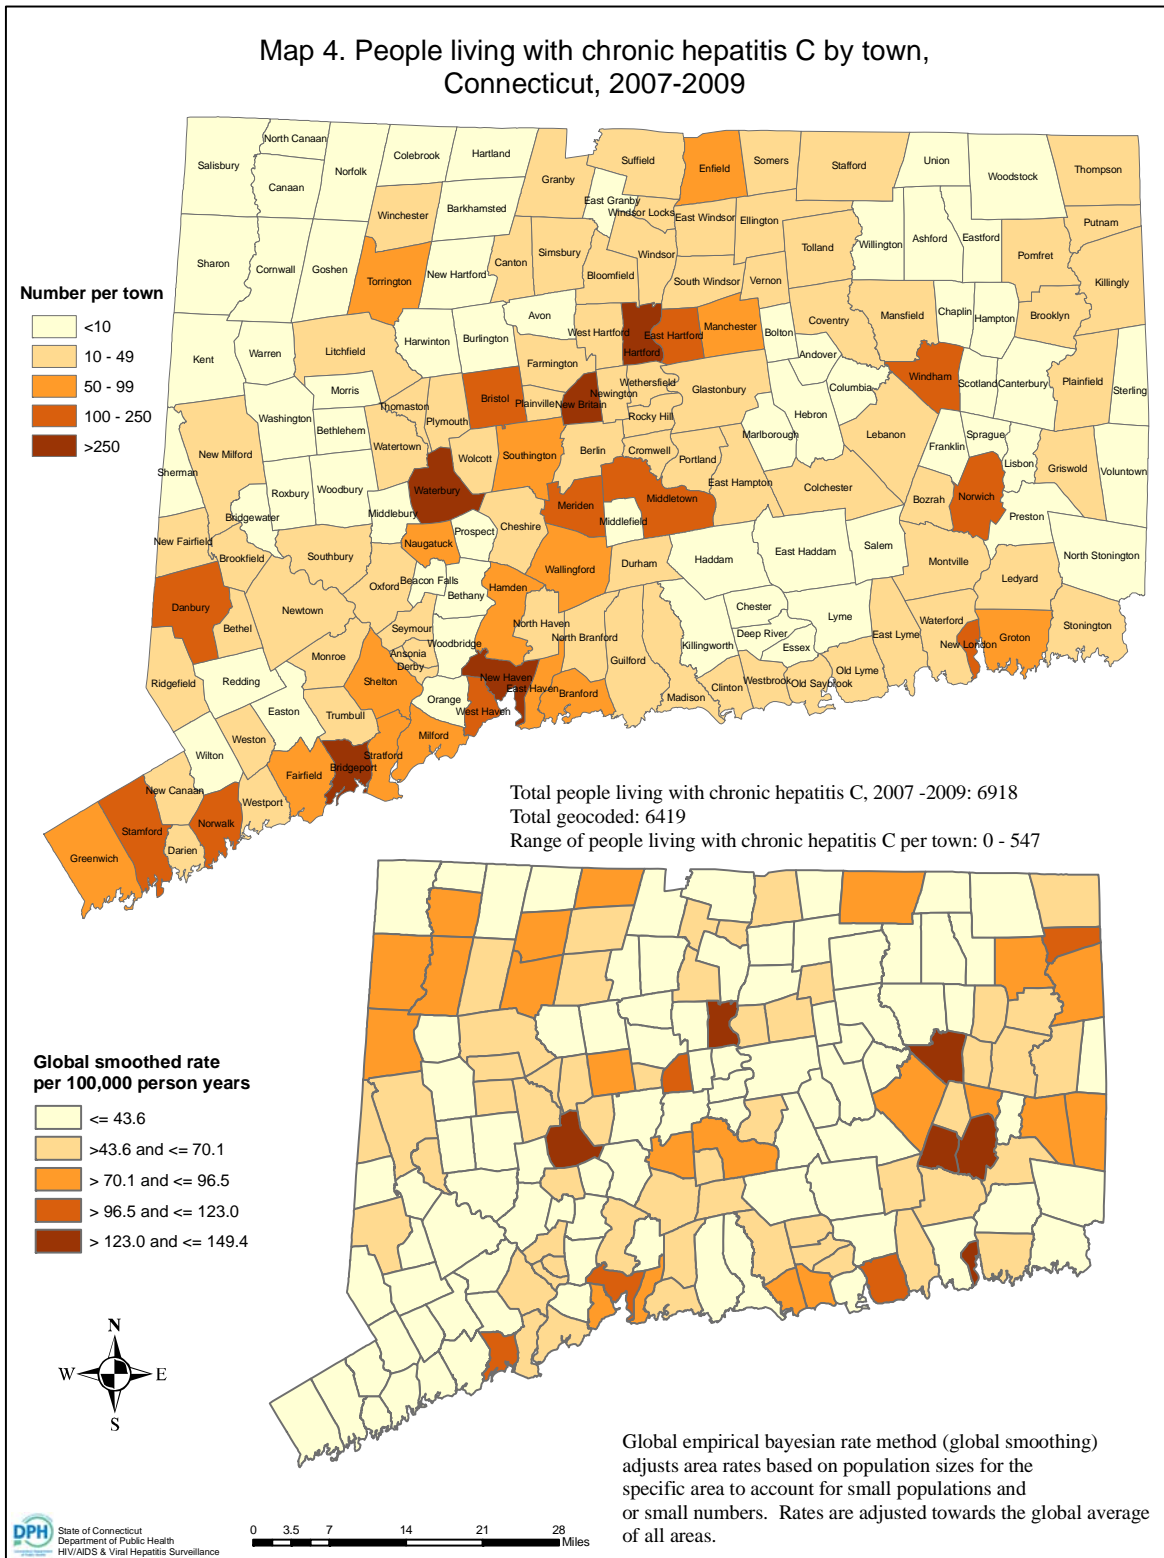 Map 4. People living with chronic hepatitis C by town,
Connecticut, 2007-2009
Number per town
<10
10 - 49
50 - 99
100 - 250
>250
Salisbury
North Canaan
Canaan
Norfolk
Colebrook
Hartland
Granby
Suffield
Enfield
Somers
Stafford
Union
Woodstock
Thompson
Winchester
Barkhamsted
East Granby
Windsor Locks
East Windsor
Ellington
Tolland
Willington
Ashford
Eastford
Pomfret
Putnam
Killingly
Sharon
Cornwall
Goshen
Torrington
New Hartford
Canton
Simsbury
Bloomfield
Windsor
South Windsor
Vernon
Coventry
Mansfield
Chaplin
Hampton
Brooklyn
Kent
Warren
Litchfield
Harwinton
Burlington
Avon
West Hartford
Hartford
East Hartford
Manchester
Bolton
Andover
Columbia
Windham
Scotland
Canterbury
Plainfield
Sterling
Morris
Washington
Bethlehem
Thomaston
Plymouth
Bristol
Farmington
Plainville
New Britain
Newington
Wethersfield
Rocky Hill
Glastonbury
Hebron
Marlborough
Lebanon
Franklin
Sprague
Lisbon
Griswold
Voluntown
New Milford
Sherman
Roxbury
Woodbury
Watertown
Waterbury
Wolcott
Southington
Berlin
Cromwell
Portland
East Hampton
Colchester
Bozrah
Norwich
Preston
North Stonington
Bridgewater
Middlebury
Prospect
Cheshire
Meriden
Middletown
Middlefield
New Fairfield
Brookfield
Southbury
Naugatuck
Oxford
Beacon Falls
Bethany
Hamden
Wallingford
Durham
Haddam
East Haddam
Salem
Montville
Ledyard
Danbury
Bethel
Newtown
Seymour
Woodbridge
North Haven
North Branford
Guilford
Killingworth
Chester
Deep River
Essex
Lyme
East Lyme
Waterford
New London
Groton
Stonington
Ridgefield
Redding
Monroe
Ansonia
Derby
Shelton
Orange
New Haven
East Haven
West Haven
Branford
Madison
Clinton
Westbrook
Old Saybrook
Old Lyme
Easton
Trumbull
Milford
Stratford
Bridgeport
Fairfield
Weston
Wilton
New Canaan
Westport
Norwalk
Darien
Stamford
Greenwich
Total people living with chronic hepatitis C, 2007 -2009: 6918
Total geocoded: 6419
Range of people living with chronic hepatitis C per town: 0 - 547
Global smoothed rate
per 100,000 person years
<= 43.6
>43.6 and <= 70.1
> 70.1 and <= 96.5
> 96.5 and <= 123.0
> 123.0 and <= 149.4
N
W
E
S
Global empirical bayesian rate method (global smoothing)
adjusts area rates based on population sizes for the
specific area to account for small populations and
or small numbers. Rates are adjusted towards the global average
of all areas.
DPH
State of Connecticut
Department of Public Health
HIV/AIDS & Viral Hepatitis Surveillance
0 3.5 7 14 21 28
Miles